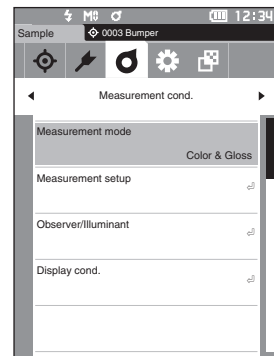 M 12:34
Sample 0003 Bumper
Measurement cond.
Measurement mode
Color & Gloss
Measurement setup
Observer/Illuminant
Display cond.